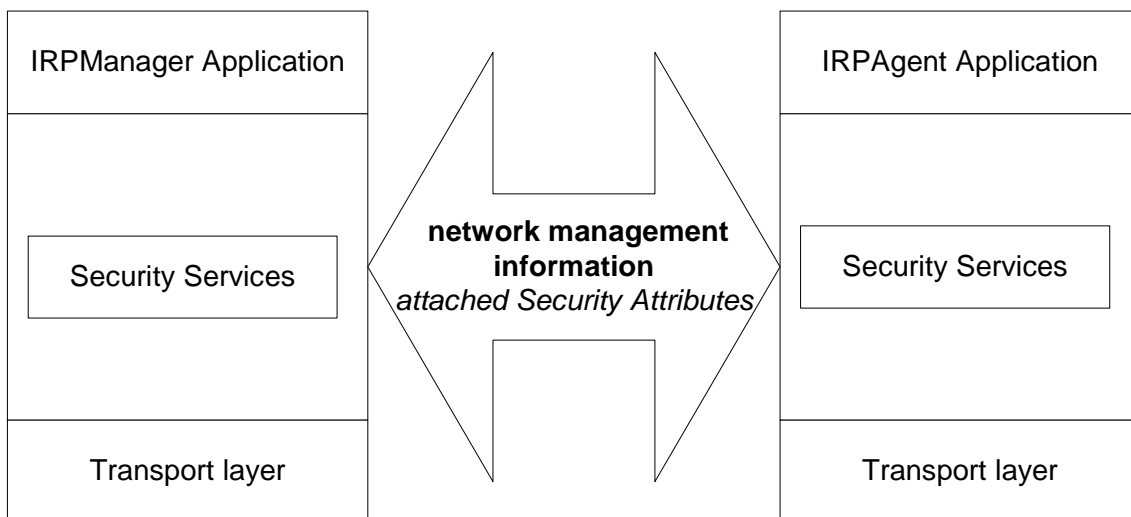 IRPManager Application
IRPAgent Application
network management
information
attached Security Attributes
Security Services
Security Services
Transport layer
Transport layer